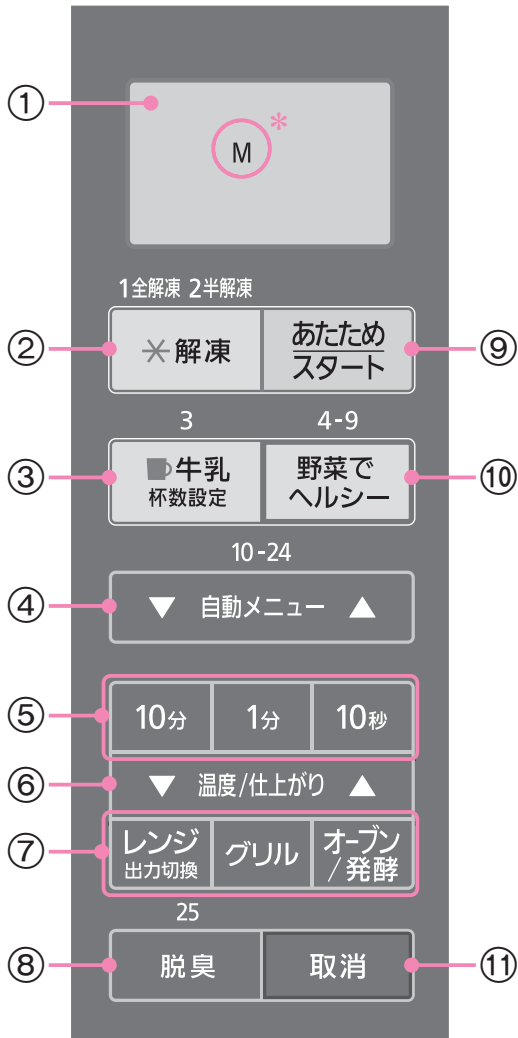 ①
M*
1全解凍 2半解凍
② 解凍 あたため ⑨
スタート
3 4-9
③ 牛乳 野菜で ⑩
杯数設定 ヘルシー
10-24
④ ▼ 自動メニュー ▲
⑤ 10分 1分 10秒
⑥ ▼ 温度/仕上がり ▲
⑦ レンジ グリル オーブン
出力切換 /発酵
25
⑧ 脱臭 取消 ⑪